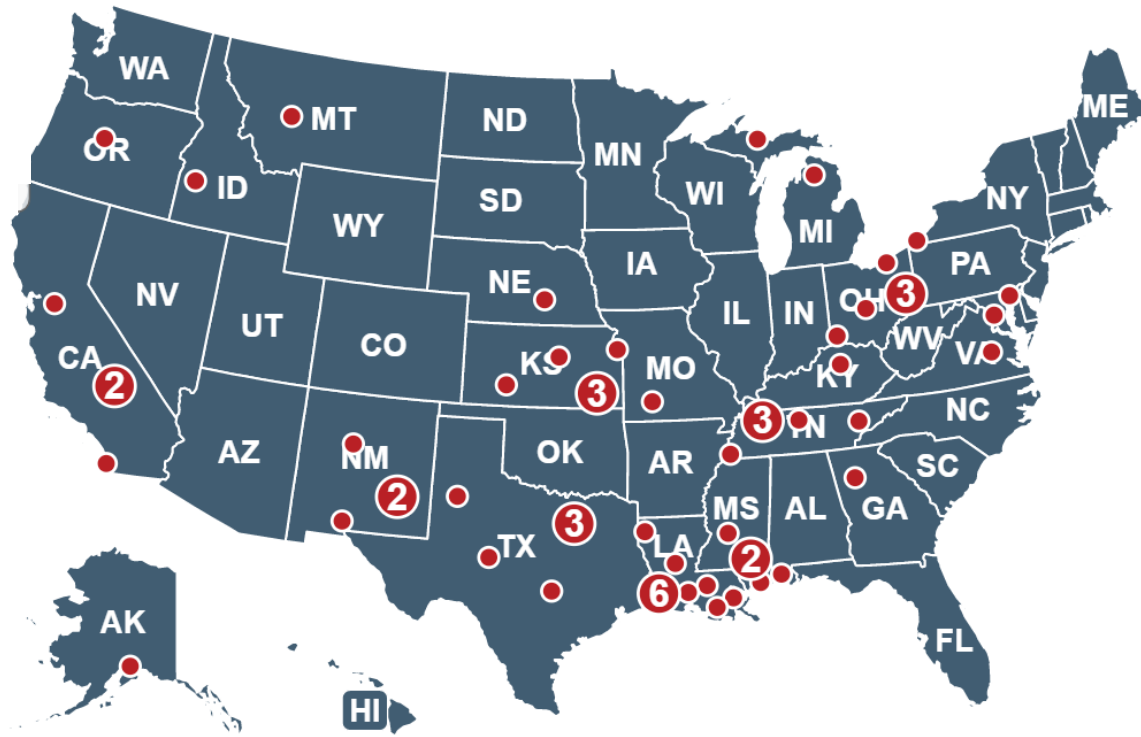 WA
ME
MT
ND
OR
MN
ID
WI
NY
SD
WY
MI
IA
PA
NE
NV
OH
3
IL
IN
UT
CO
WV
VA
CA
KS
MO
KY
2
3
NC
3
TN
AZ
NM
OK
AR
SC
2
MS
AL
GA
3
TX
LA
2
6
AK
FL
HI